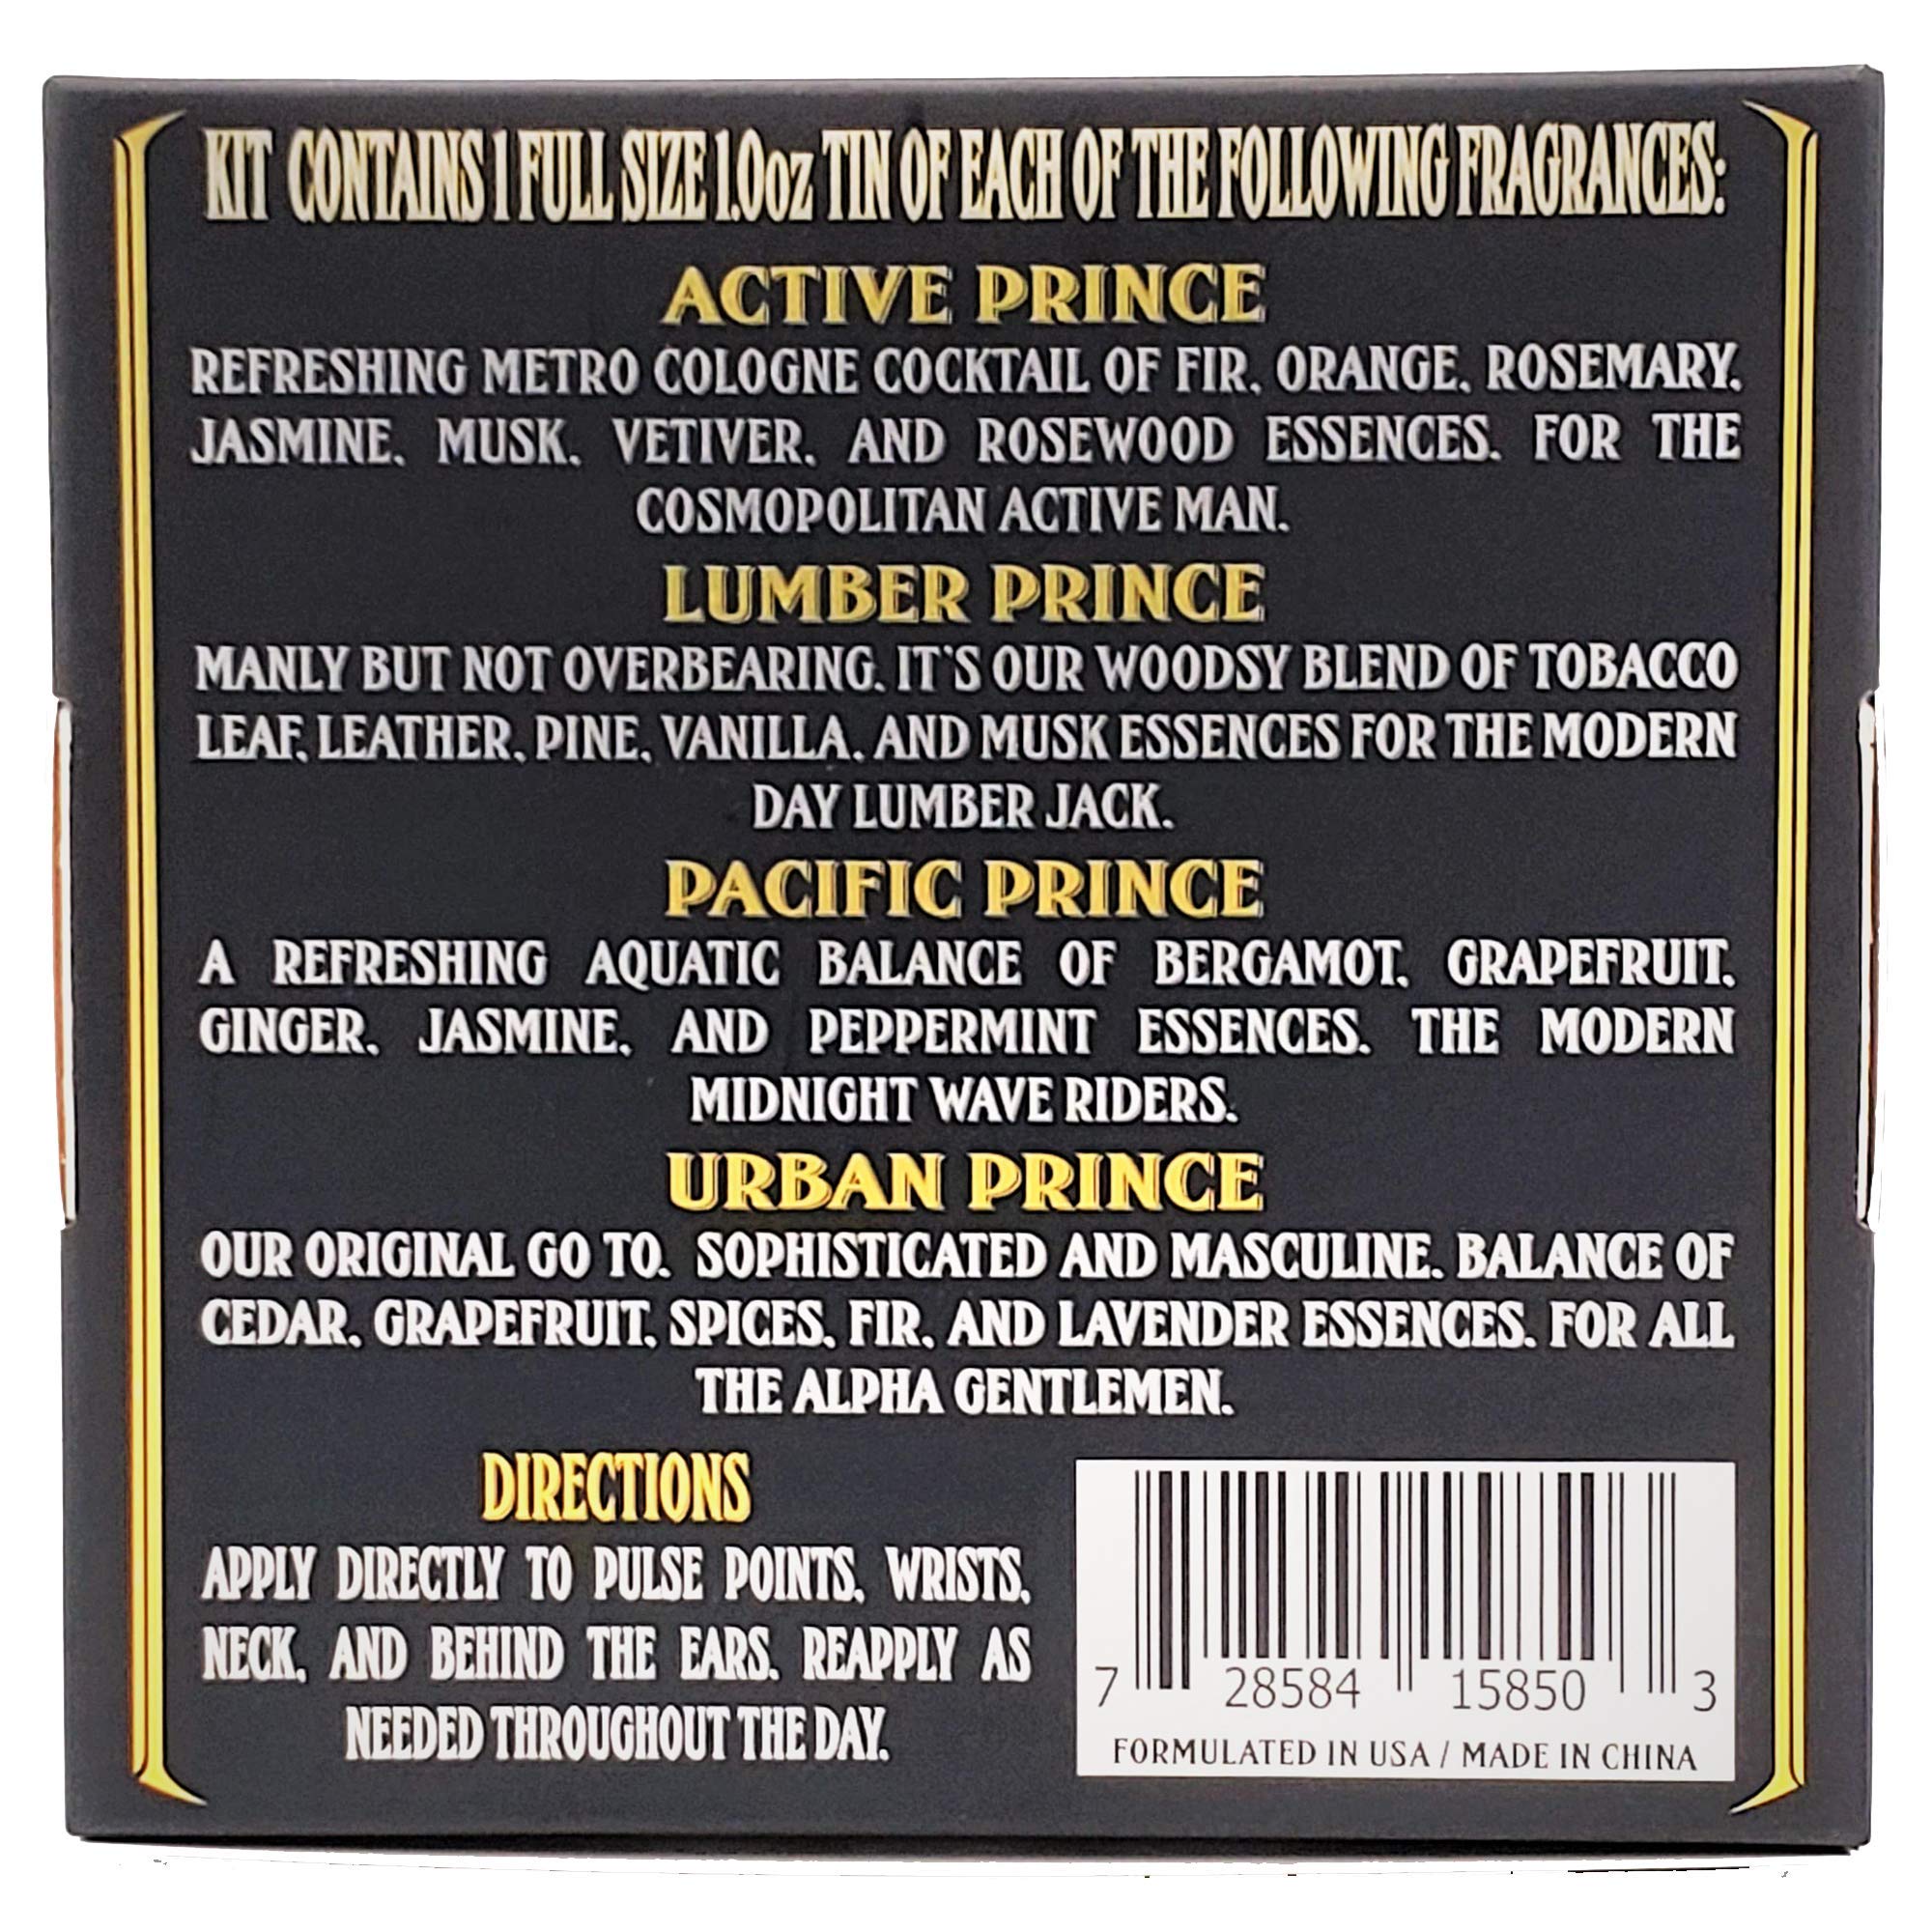 KIT CONTAINS 1 FULL SIZE 1.0oz TIN OF EACH OF THE FOLLOWING FRAGRANCES:
ACTIVE PRINCE
REFRESHING METRO COLOGNE COCKTAIL OF FIR, ORANGE, ROSEMARY,
JASMINE, MUSK, VETIVER, AND ROSEWOOD ESSENCES. FOR THE
COSMOPOLITAN ACTIVE MAN.
LUMBER PRINCE
MANLY BUT NOT OVERBEARING. IT'S OUR WOODSY BLEND OF TOBACCO
LEAF, LEATHER, PINE, VANILLA, AND MUSK ESSENCES FOR THE MODERN
DAY LUMBER JACK.
PACIFIC PRINCE
A REFRESHING AQUATIC BALANCE OF BERGAMOT, GRAPEFRUIT,
GINGER, JASMINE, AND PEPPERMINT ESSENCES. THE MODERN
MIDNIGHT WAVE RIDERS.
URBAN PRINCE
OUR ORIGINAL GO TO. SOPHISTICATED AND MASCULINE. BALANCE OF
CEDAR, GRAPEFRUIT, SPICES, FIR, AND LAVENDER ESSENCES. FOR ALL
THE ALPHA GENTLEMEN.
DIRECTIONS
APPLY DIRECTLY TO PULSE POINTS, WRISTS,
NECK, AND BEHIND THE EARS. REAPPLY AS
NEEDED THROUGHOUT THE DAY.
7 28584 15850 3
FORMULATED IN USA / MADE IN CHINA